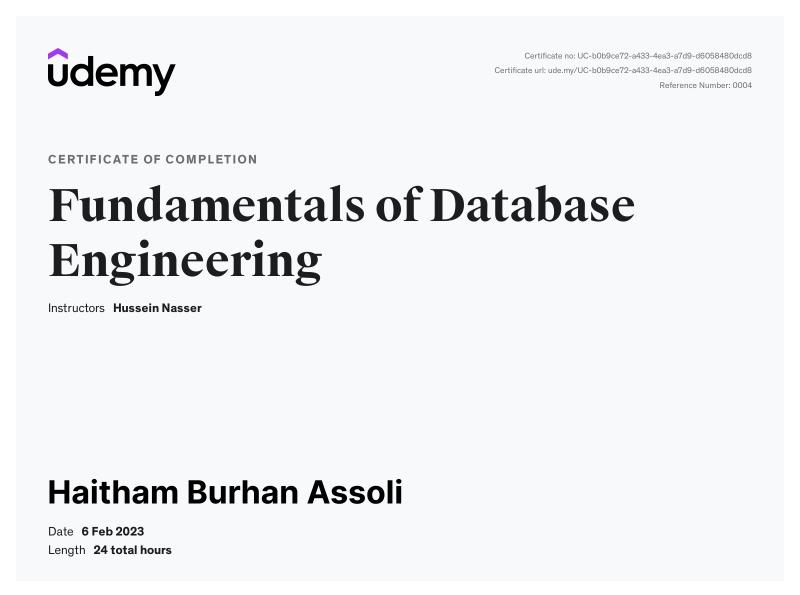 udemy
Certificate no: UC-b0b9ce72-a433-4ea3-a7d9-d6058480dcd8
Certificate url: ude.my/UC-b0b9ce72-a433-4ea3-a7d9-d6058480dcd8
Reference Number: 0004
CERTIFICATE OF COMPLETION
Fundamentals of Database
Engineering
Instructors Hussein Nasser
Haitham Burhan Assoli
Date 6 Feb 2023
Length 24 total hours